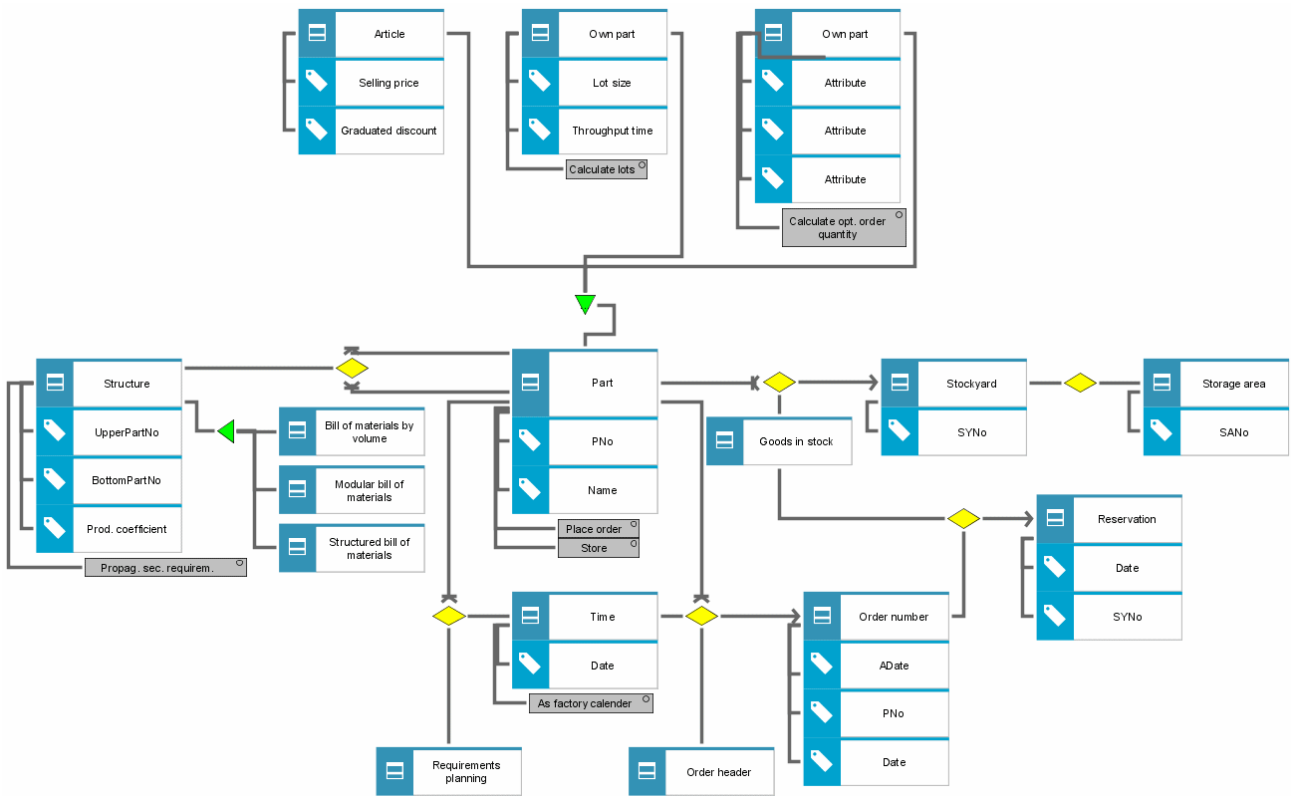 Article
Selling price
Graduated discount
Own part
Lot size
Throughput time
Calculate lots
Own part
Attribute
Attribute
Attribute
Calculate opt. order
quantity
Structure
UpperPartNo
BottomPartNo
Prod. coefficient
Propag. sec. requirem.
Bill of materials by
volume
Modular bill of
materials
Structured bill of
materials
Part
PNo
Name
Place order
Store
Goods in stock
Stockyard
SYNo
Storage area
SANo
Reservation
Date
SYNo
Time
Date
As factory calender
Order number
ADate
PNo
Date
Requirements
planning
Order header